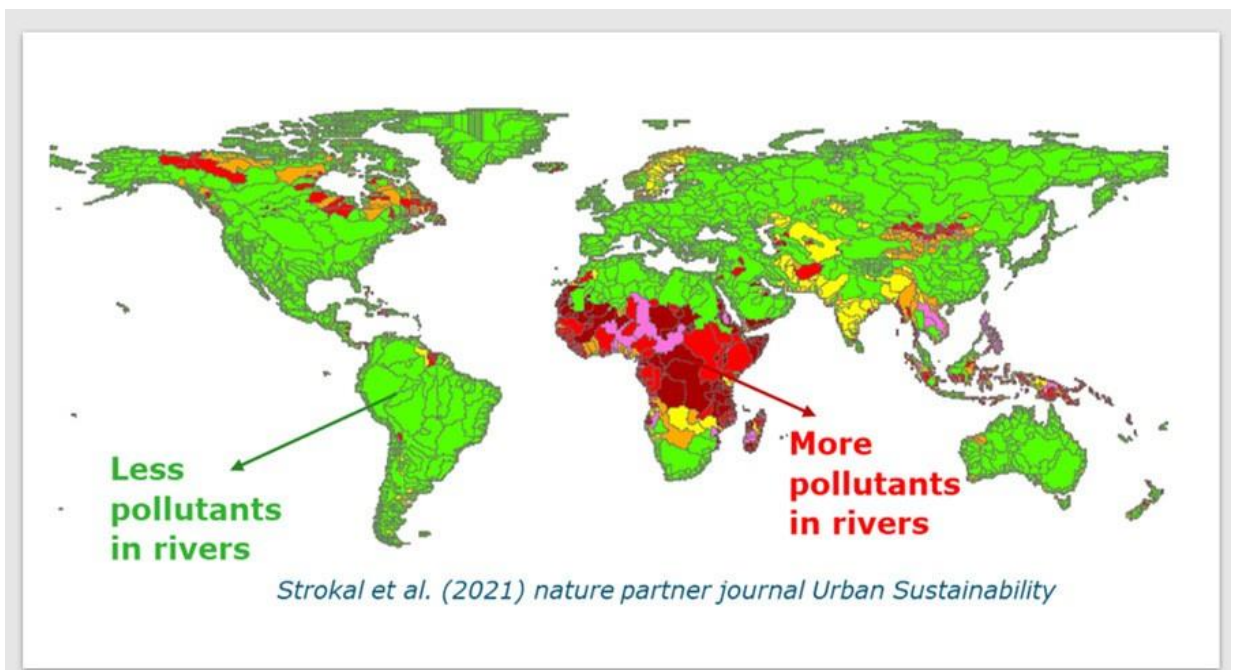 Less
pollutants
in rivers
More
pollutants
in rivers
Strokal et al. (2021) nature partner journal Urban Sustainability